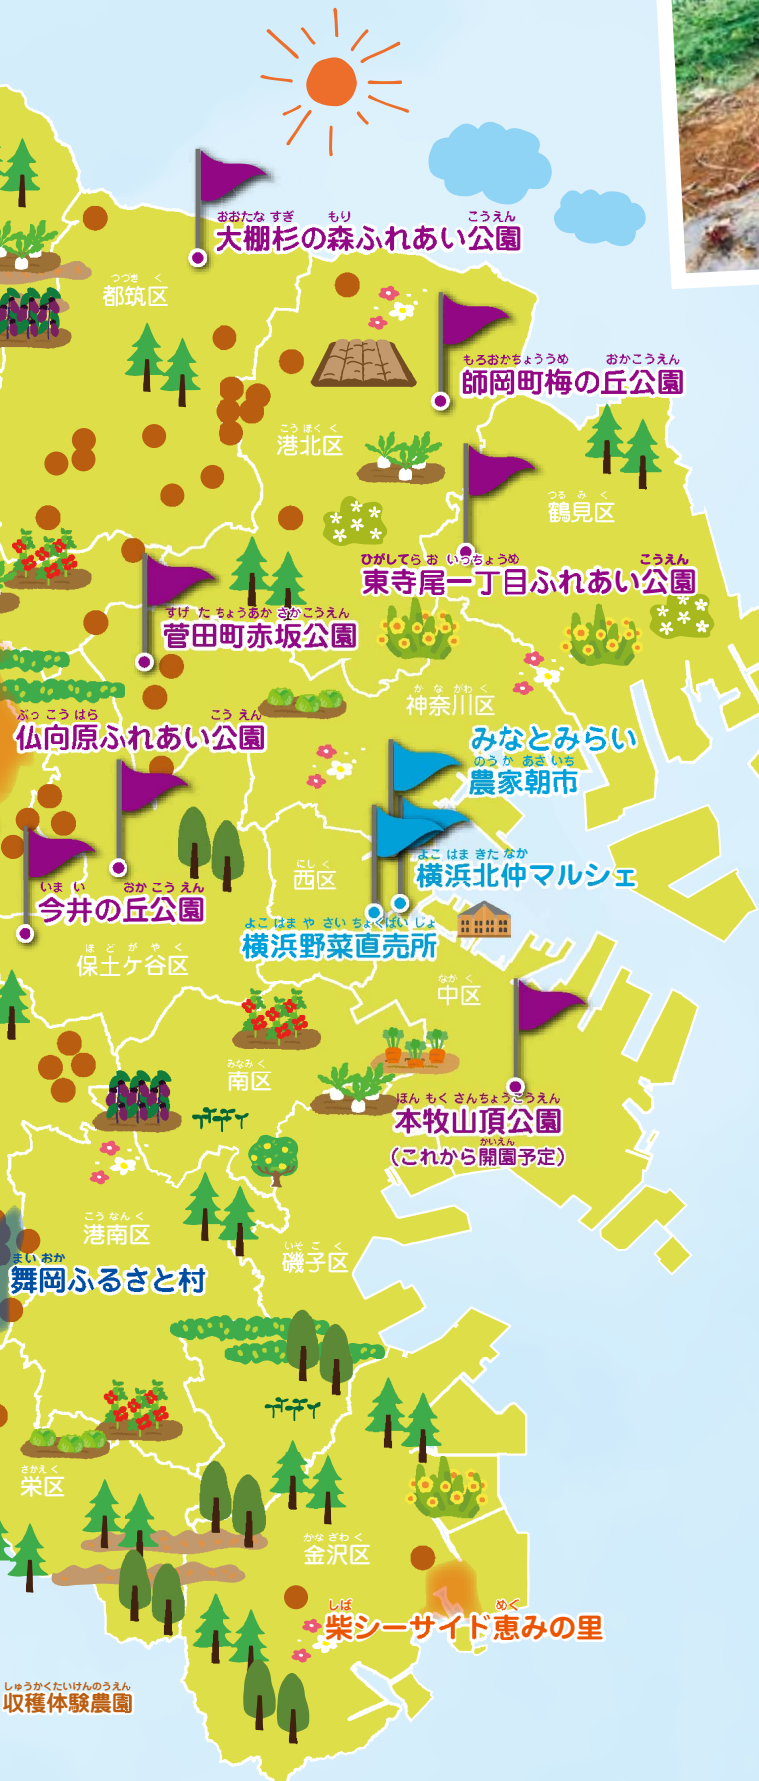 おおたな すぎ もり こうえん
大棚杉の森ふれあい公園
つづき く
都筑区
もろおかちょううめ おかこうえん
師岡町梅の丘公園
こう ほく く
港北区
つる み く
鶴見区
ひがしてら お いっちょうめ こうえん
東寺尾一丁目ふれあい公園
すげ た ちょうあか さかこうえん
菅田町赤坂公園
か な がわ く
神奈川区
ぶっ こう はら こう えん
仏向原ふれあい公園
みなとみらい
のう か あさ いち
農家朝市
よこ はま きた なか
横浜北仲マルシェ
にし く
西区
いま い おか こう えん
今井の丘公園
よこ はま や さい ちょくばい じょ
横浜野菜直売所
ほ ど が や く
保土ケ谷区
なか く
中区
みなみ く
南区
ほん もく さんちょうこうえん
本牧山頂公園
かいえん
(これから開園予定)
こう なん く
港南区
いそ ご く
磯子区
まい おか
舞岡ふるさと村
さかえ く
栄区
かな ざわ く
金沢区
しば めぐ
柴シーサイド恵みの里
しゅうかくたいけんのうえん
収穫体験農園